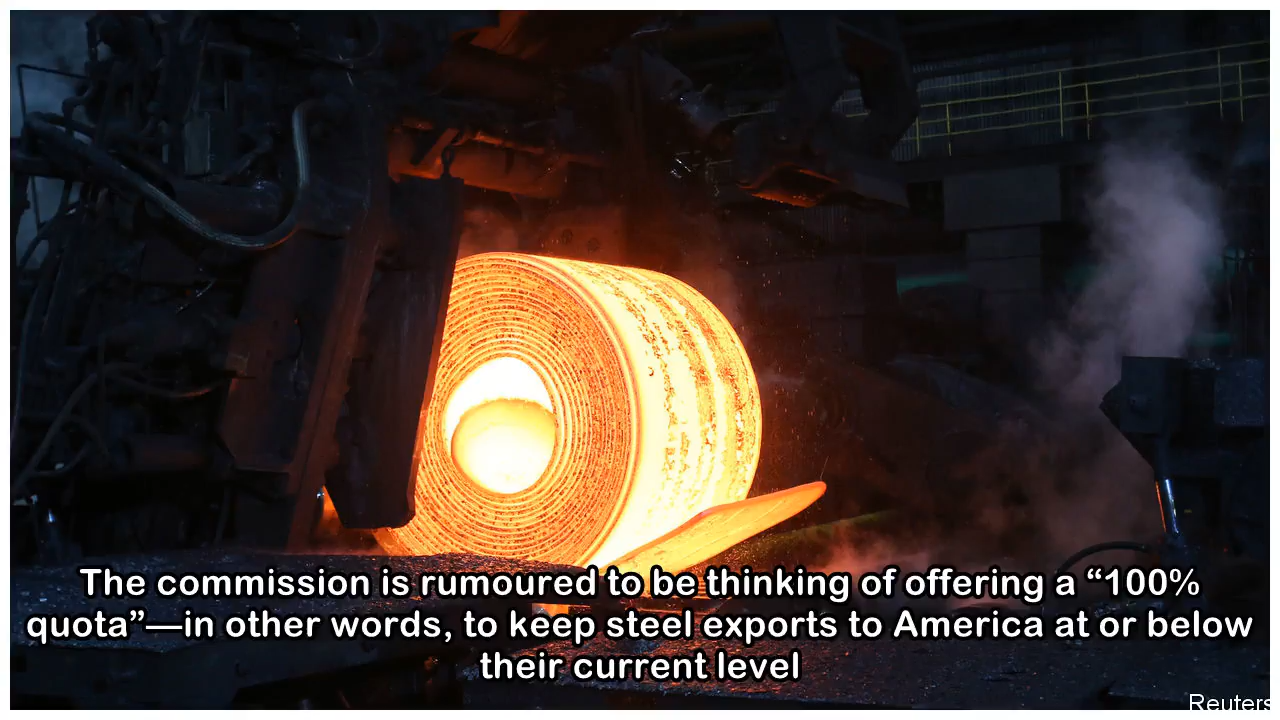 The commission is rumoured to be thinking of offering a “100%
quota”—in other words, to keep steel exports to America at or below
their current level
Reuters